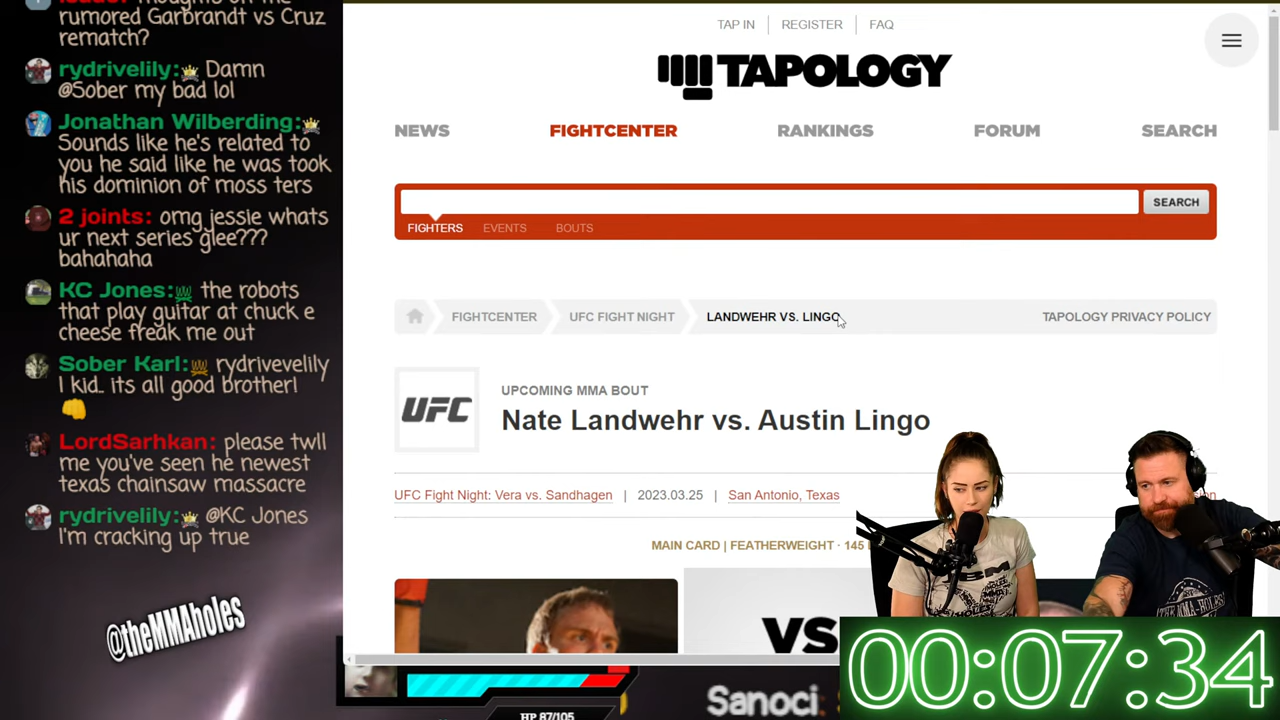 rumored Garbrandt vs Cruz
rematch?
rydrivelily: Damn
@Sober my bad lol
Jonathan Wilberding:
Sounds like he's related to
you he said like he was took
his dominion of moss ters
2 joints: omg jessie whats
ur next series glee???
bahahaha
KC Jones: the robots
that play guitar at chuck e
cheese freak me out
Sober Karl: rydrivevelily
I kid.. its all good brother!
LordSarhkan: please twll
me you've seen he newest
texas chainsaw massacre
rydrivelily: @KC Jones
I'm cracking up true
@theMMAholes
TAP IN
REGISTER
FAQ
TAPOLOGY
NEWS
FIGHTCENTER
RANKINGS
FORUM
SEARCH
SEARCH
FIGHTERS
EVENTS
BOUTS
FIGHTCENTER
UFC FIGHT NIGHT
LANDWEHR VS. LINGO
TAPOLOGY PRIVACY POLICY
UFC
UPCOMING MMA BOUT
Nate Landwehr vs. Austin Lingo
UFC Fight Night: Vera vs. Sandhagen | 2023.03.25 | San Antonio, Texas
MAIN CARD | FEATHERWEIGHT · 145
VS
THE MMA-HOLES
00:07:34
HP 87/105
Sanoci: